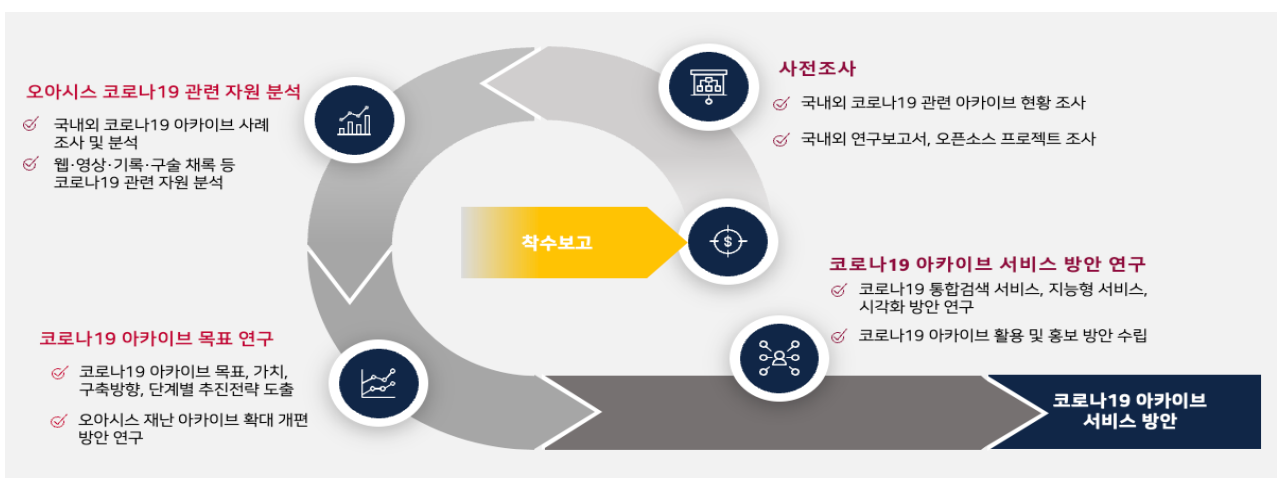 사전조사
국내외 코로나19 관련 아카이브 현황 조사
국내외 연구보고서, 오픈소스 프로젝트 조사
오아시스 코로나19 관련 자원 분석
국내외 코로나19 아카이브 사례
조사 및 분석
웹·영상·기록·구술 채록 등
코로나19 관련 자원 분석
착수보고
$
코로나19 아카이브 목표 연구
코로나19 아카이브 목표, 가치,
구축방향, 단계별 추진전략 도출
오아시스 재난 아카이브 확대 개편
방안 연구
코로나19 아카이브 서비스 방안 연구
코로나19 통합검색 서비스, 지능형 서비스,
시각화 방안 연구
코로나19 아카이브 활용 및 홍보 방안 수립
코로나19 아카이브
서비스 방안